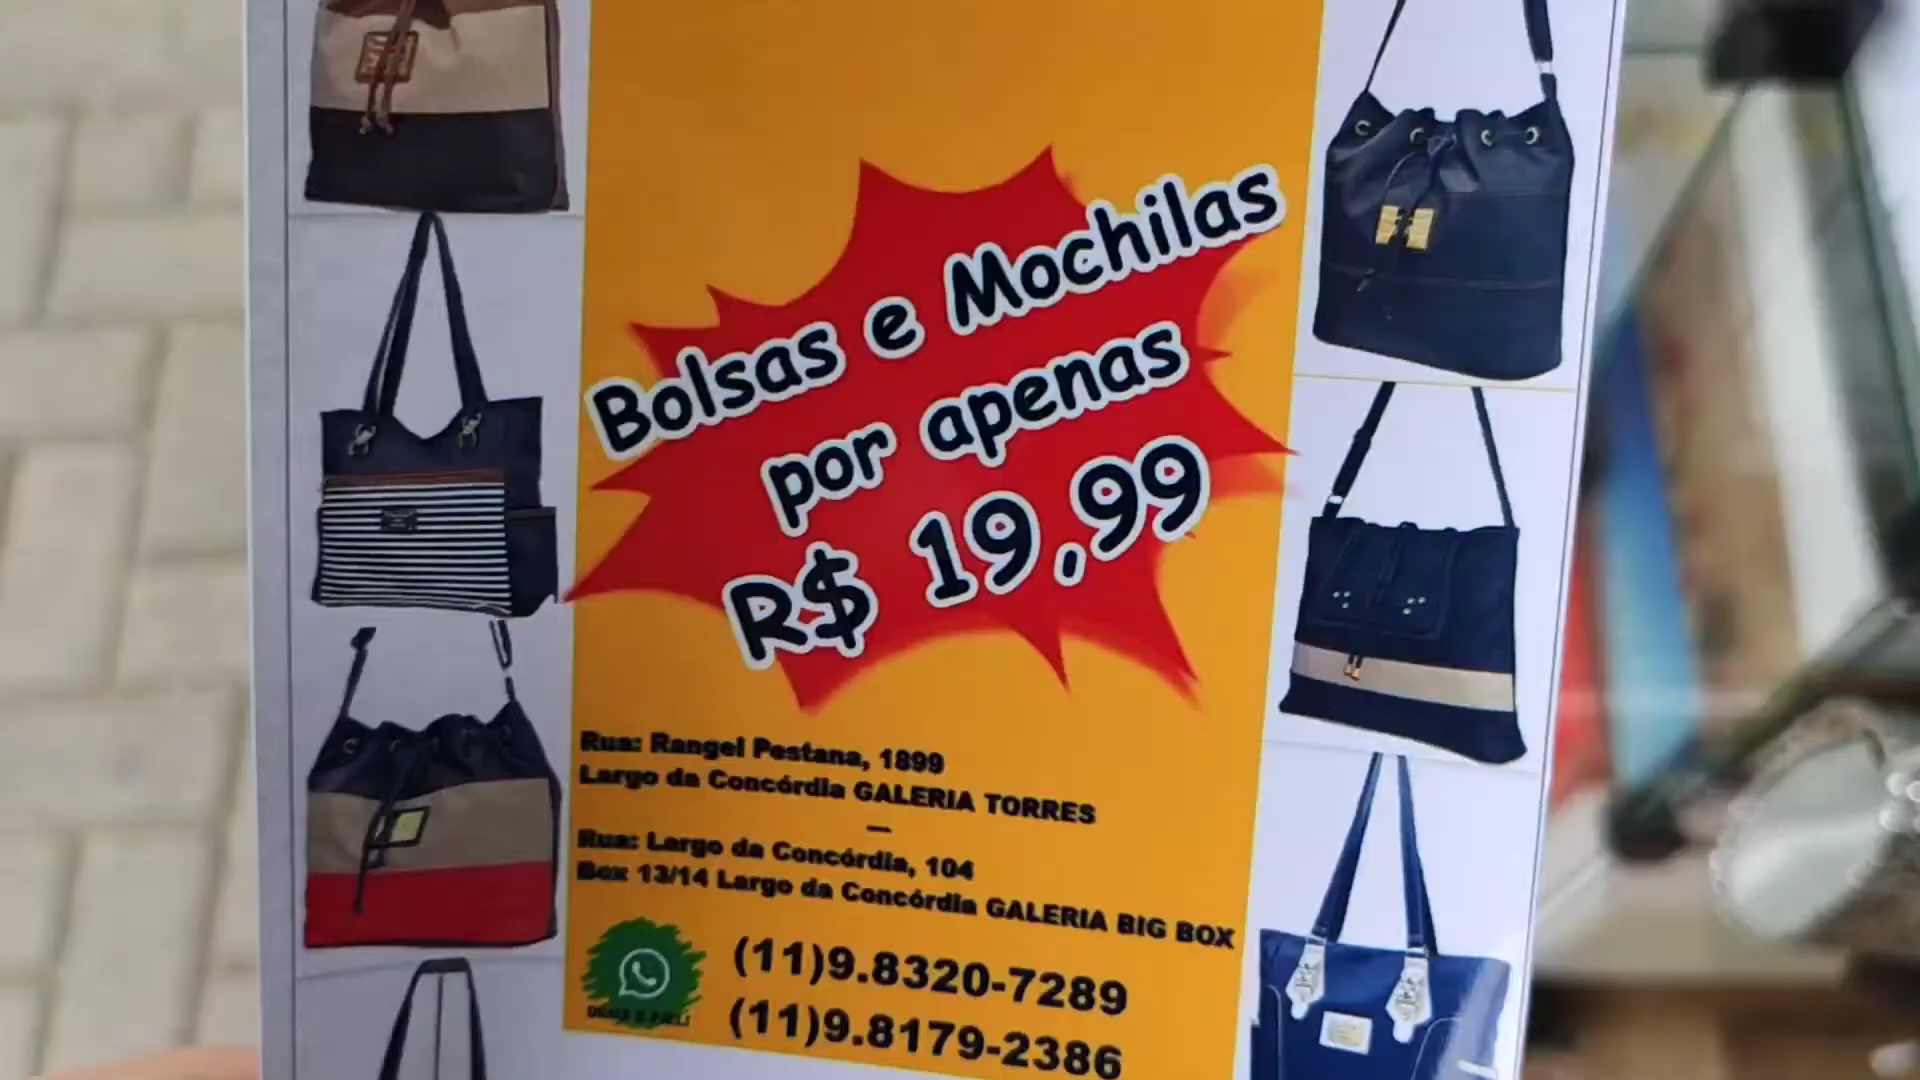 Bolsas e Mochilas
por apenas
R$ 19,99
Rua: Rangel Pestana, 1899
Largo da Concórdia GALERIA TORRES
—
Rua: Largo da Concórdia, 104
Box 13/14 Largo da Concórdia GALERIA BIG BOX
(11)9.8320-7289
(11)9.8179-2386